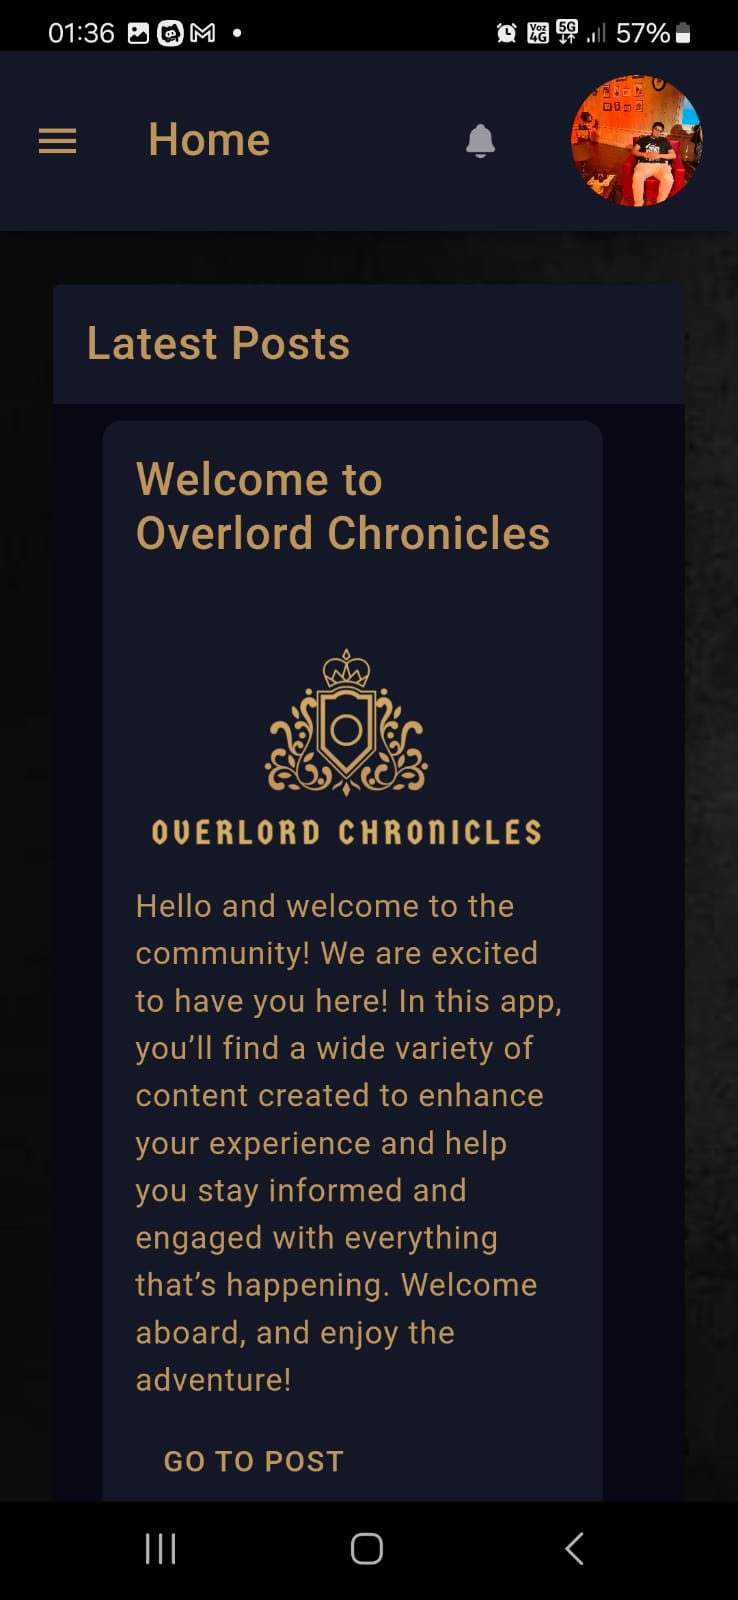 01:36
Voz 4G 5G 57%
Home
Latest Posts
Welcome to
Overlord Chronicles
OVERLORD CHRONICLES
Hello and welcome to the
community! We are excited
to have you here! In this app,
you’ll find a wide variety of
content created to enhance
your experience and help
you stay informed and
engaged with everything
that’s happening. Welcome
aboard, and enjoy the
adventure!
GO TO POST